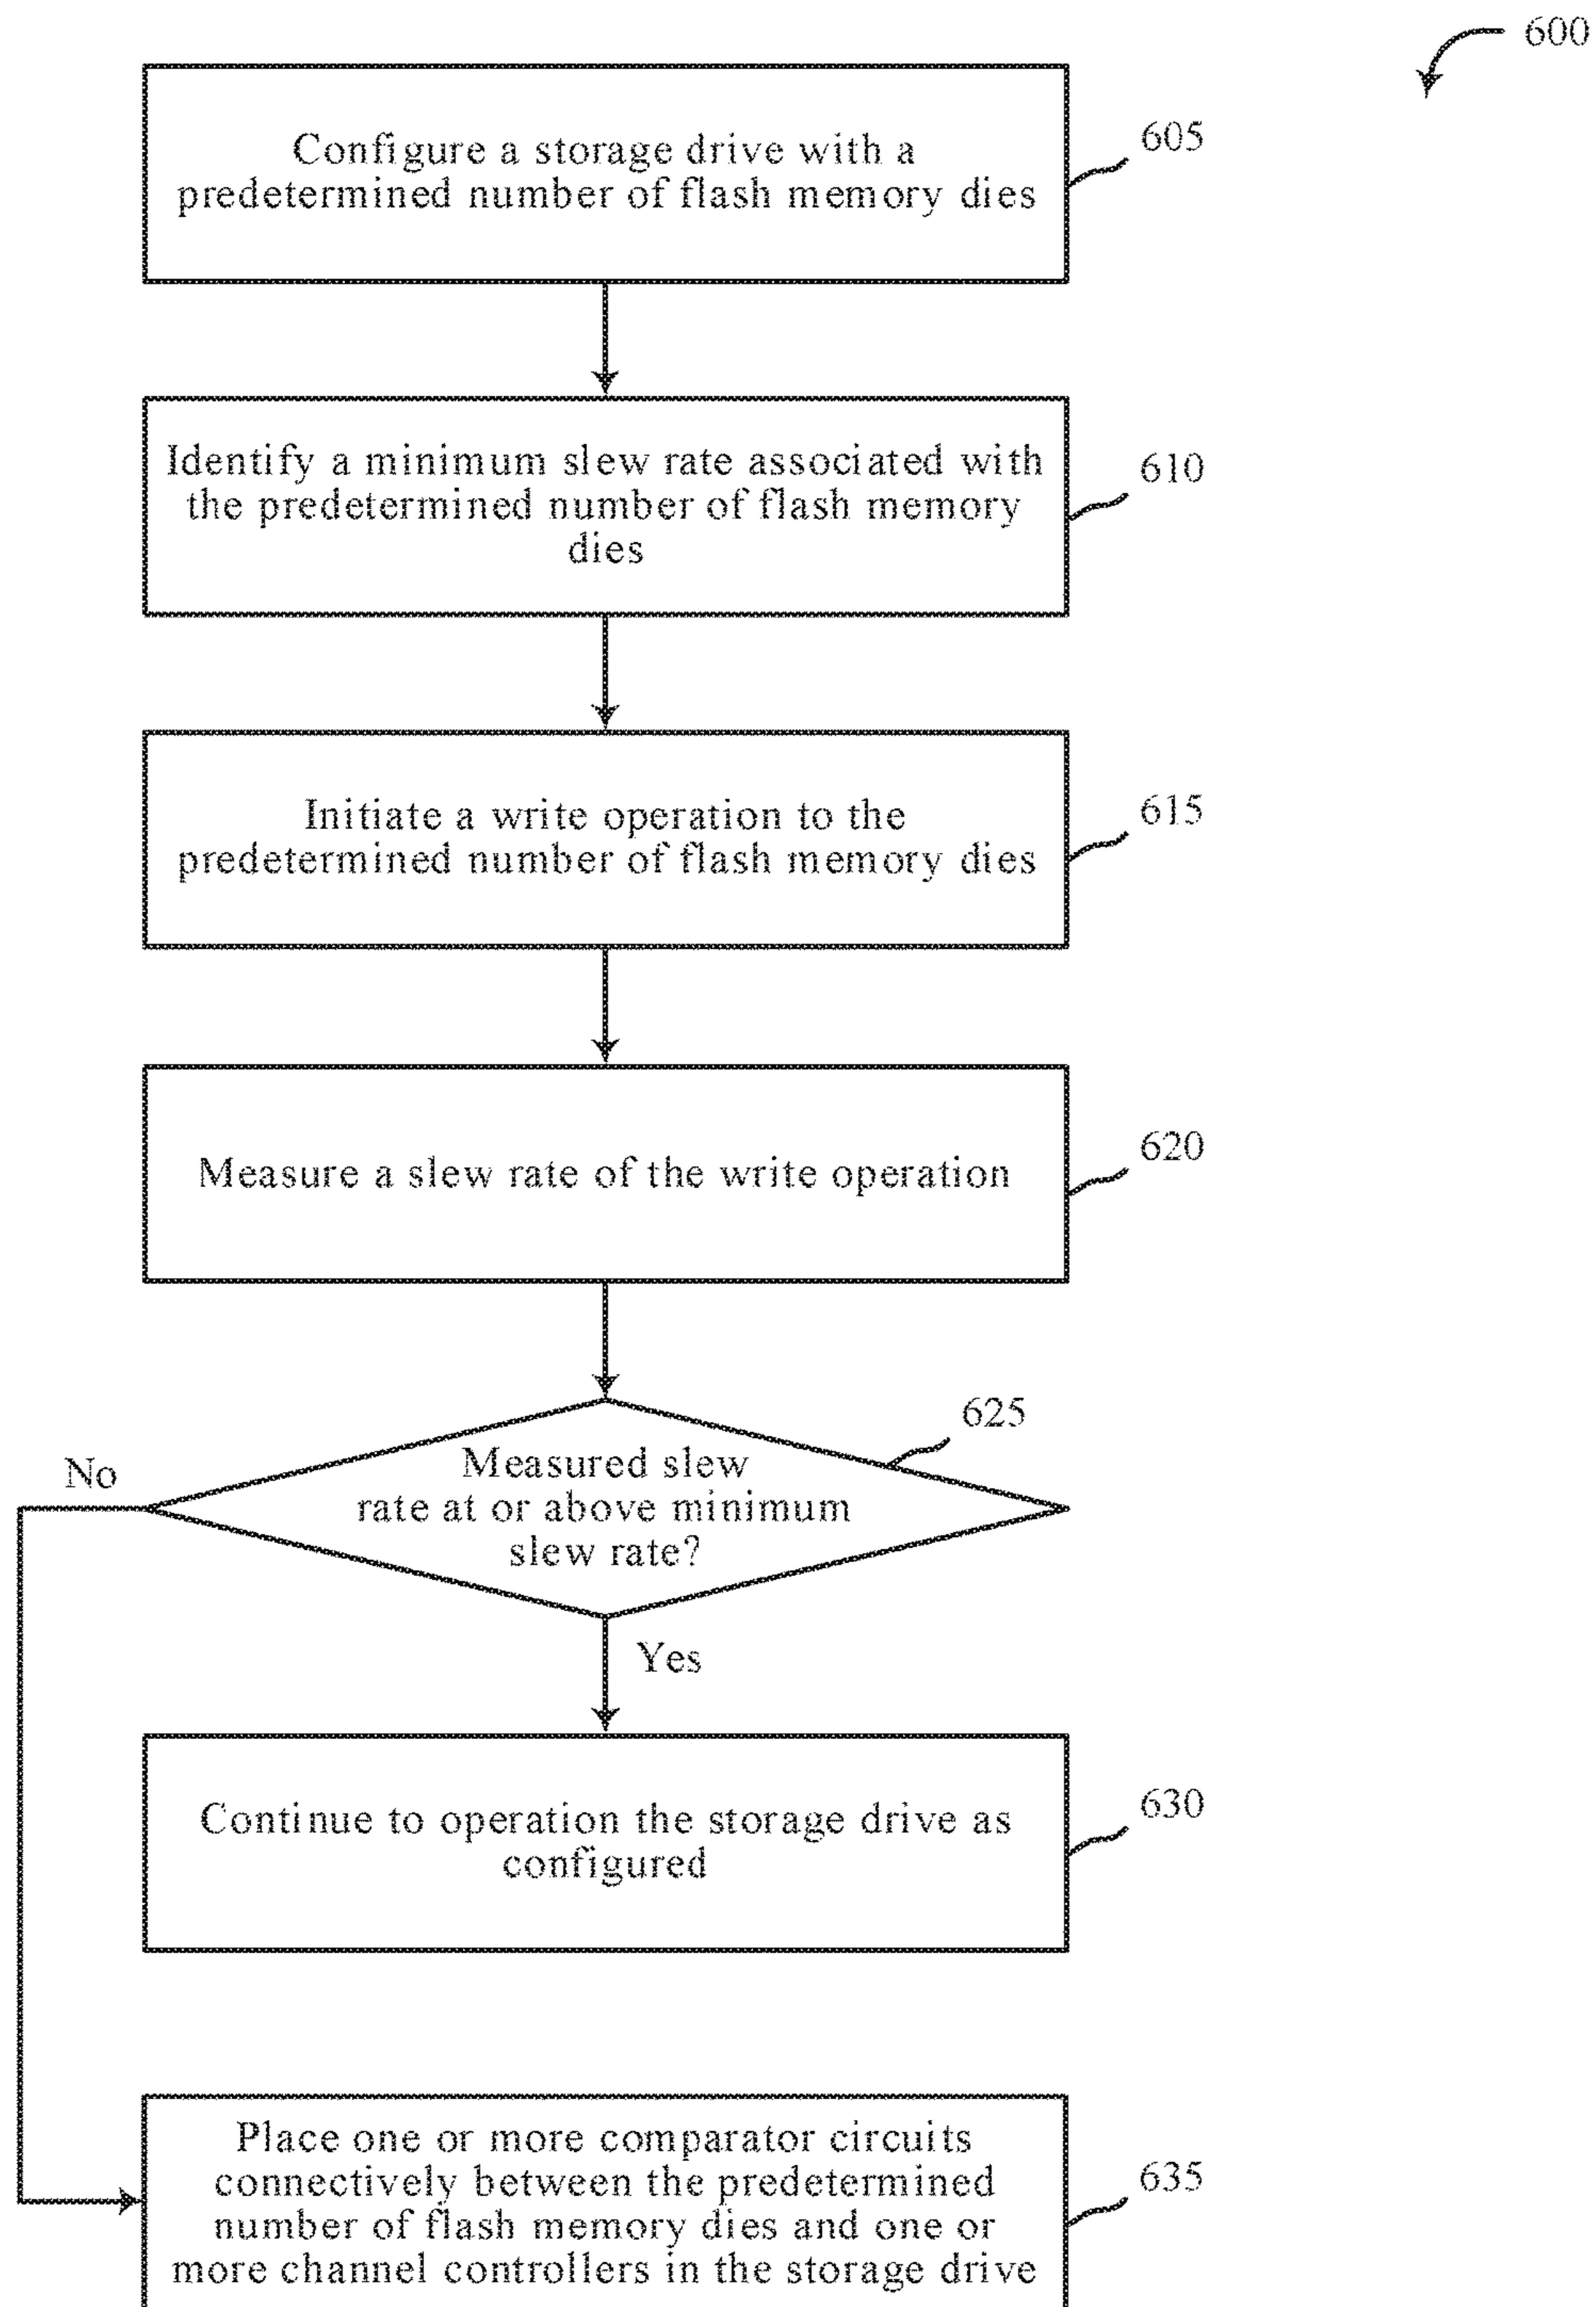 600
Configure a storage drive with a
predetermined number of flash memory dies
605
Identify a minimum slew rate associated with
the predetermined number of flash memory
dies
610
Initiate a write operation to the
predetermined number of flash memory dies
615
Measure a slew rate of the write operation
620
625
Measured slew
rate at or above minimum
slew rate?
No
Yes
Continue to operation the storage drive as
configured
630
Place one or more comparator circuits
connectively between the predetermined
number of flash memory dies and one or
more channel controllers in the storage drive
635